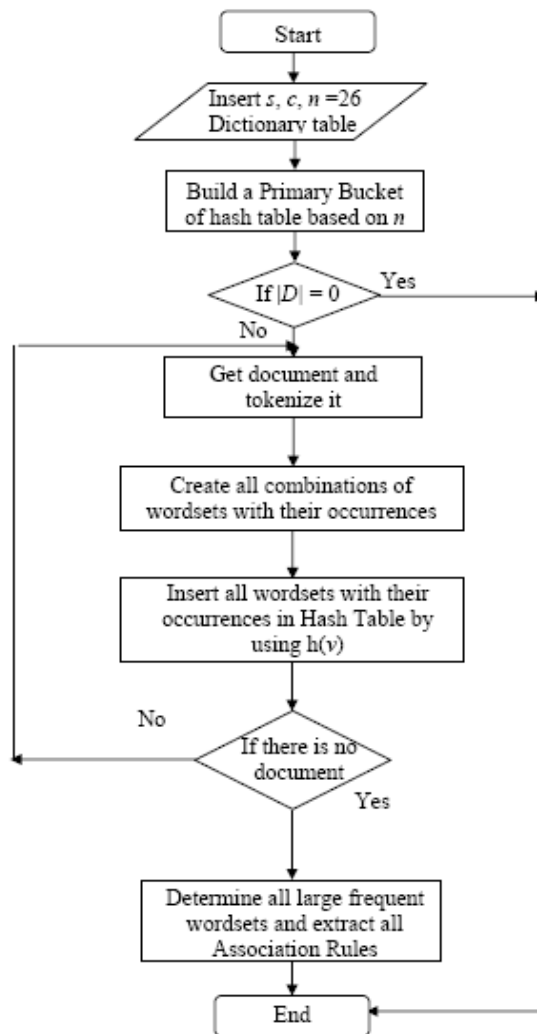 Start
Insert s, c, n =26
Dictionary table
Build a Primary Bucket
of hash table based on n
If |D| = 0
Yes
No
Get document and
tokenize it
Create all combinations of
wordsets with their occurrences
Insert all wordsets with their
occurrences in Hash Table by
using h(v)
No
If there is no
document
Yes
Determine all large frequent
wordsets and extract all
Association Rules
End